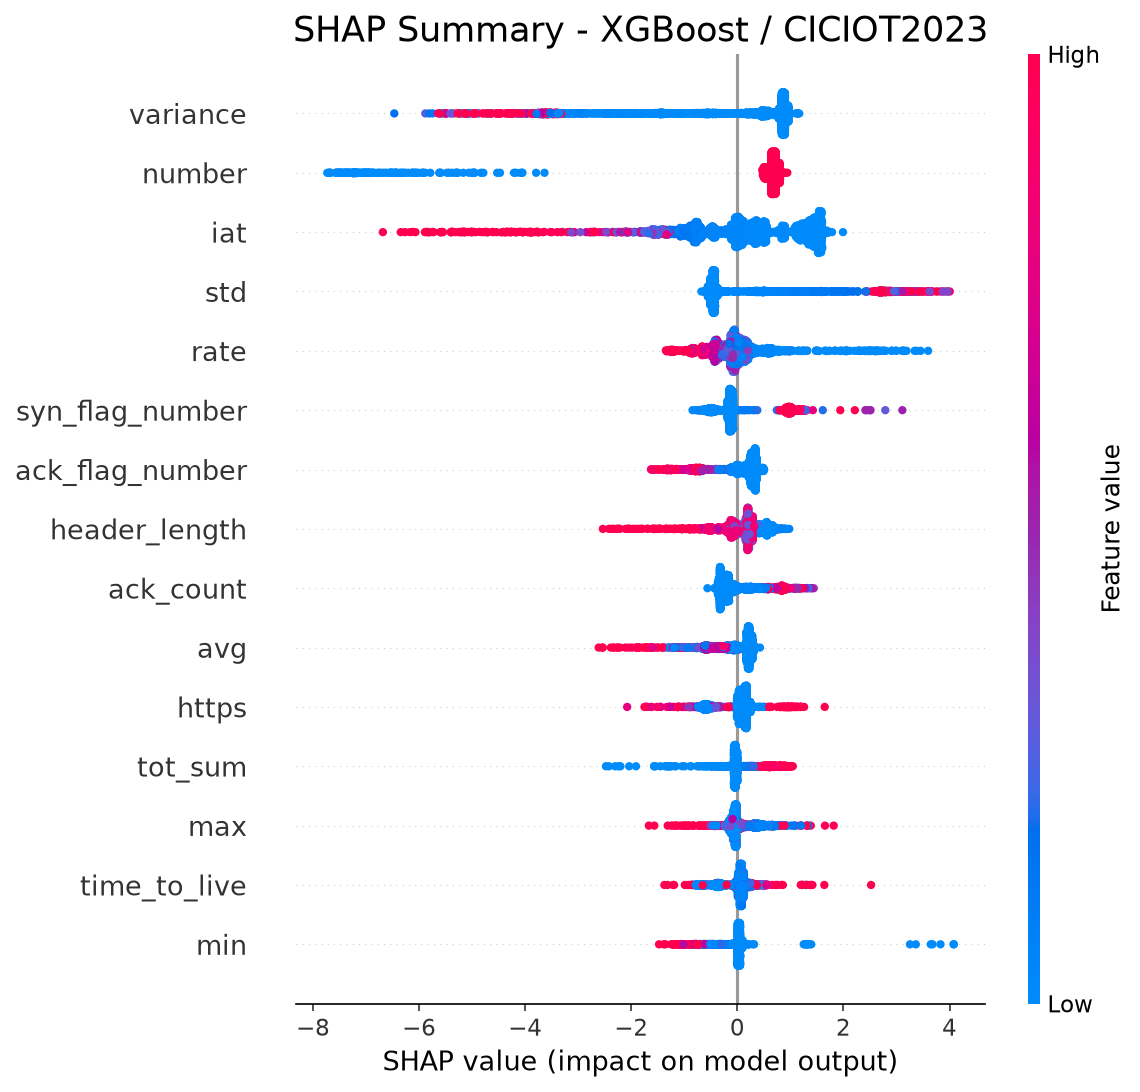 SHAP Summary - XGBoost / CICIOT2023
High
variance
number
iat
std
rate
syn_flag_number
ack_flag_number
header_length
ack_count
avg
https
tot_sum
max
time_to_live
min
Feature value
Low
−8 −6 −4 −2 0 2 4
SHAP value (impact on model output)